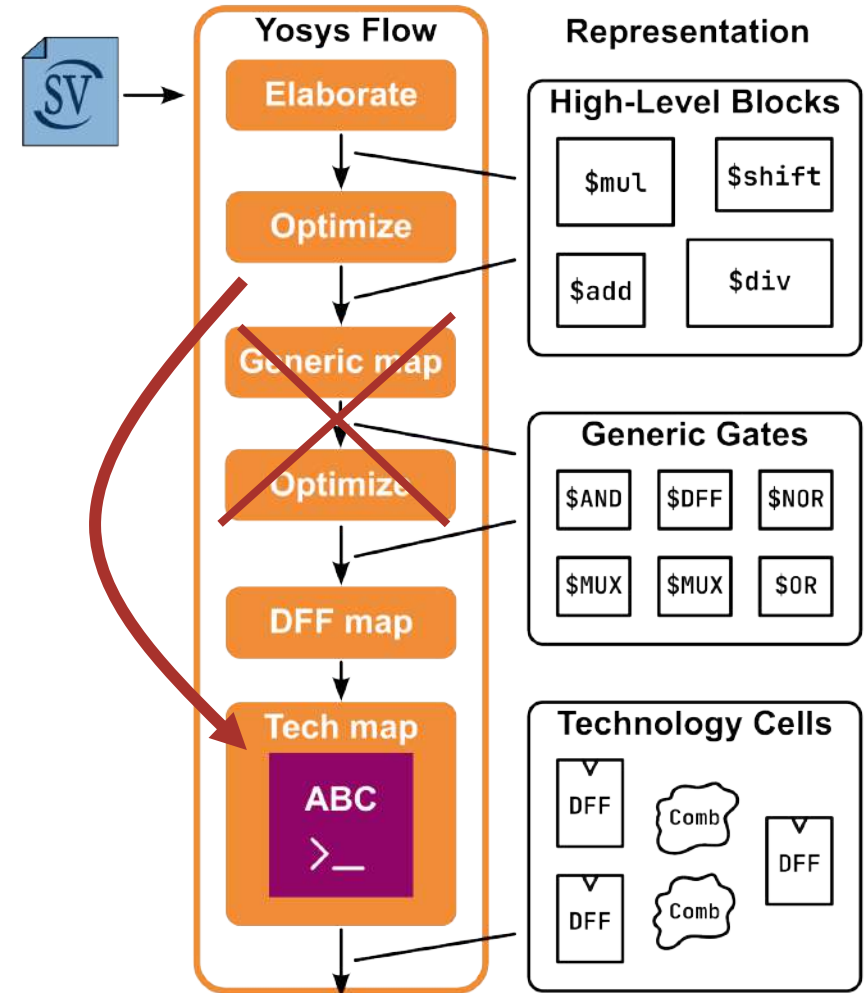 Yosys Flow
Representation
SV
Elaborate
Optimize
Generic map
Optimize
DFF map
Tech map
ABC
>_
High-Level Blocks
$mul
$shift
$add
$div
Generic Gates
$AND
$DFF
$NOR
$MUX
$MUX
$OR
Technology Cells
DFF
Comb
DFF
DFF
Comb